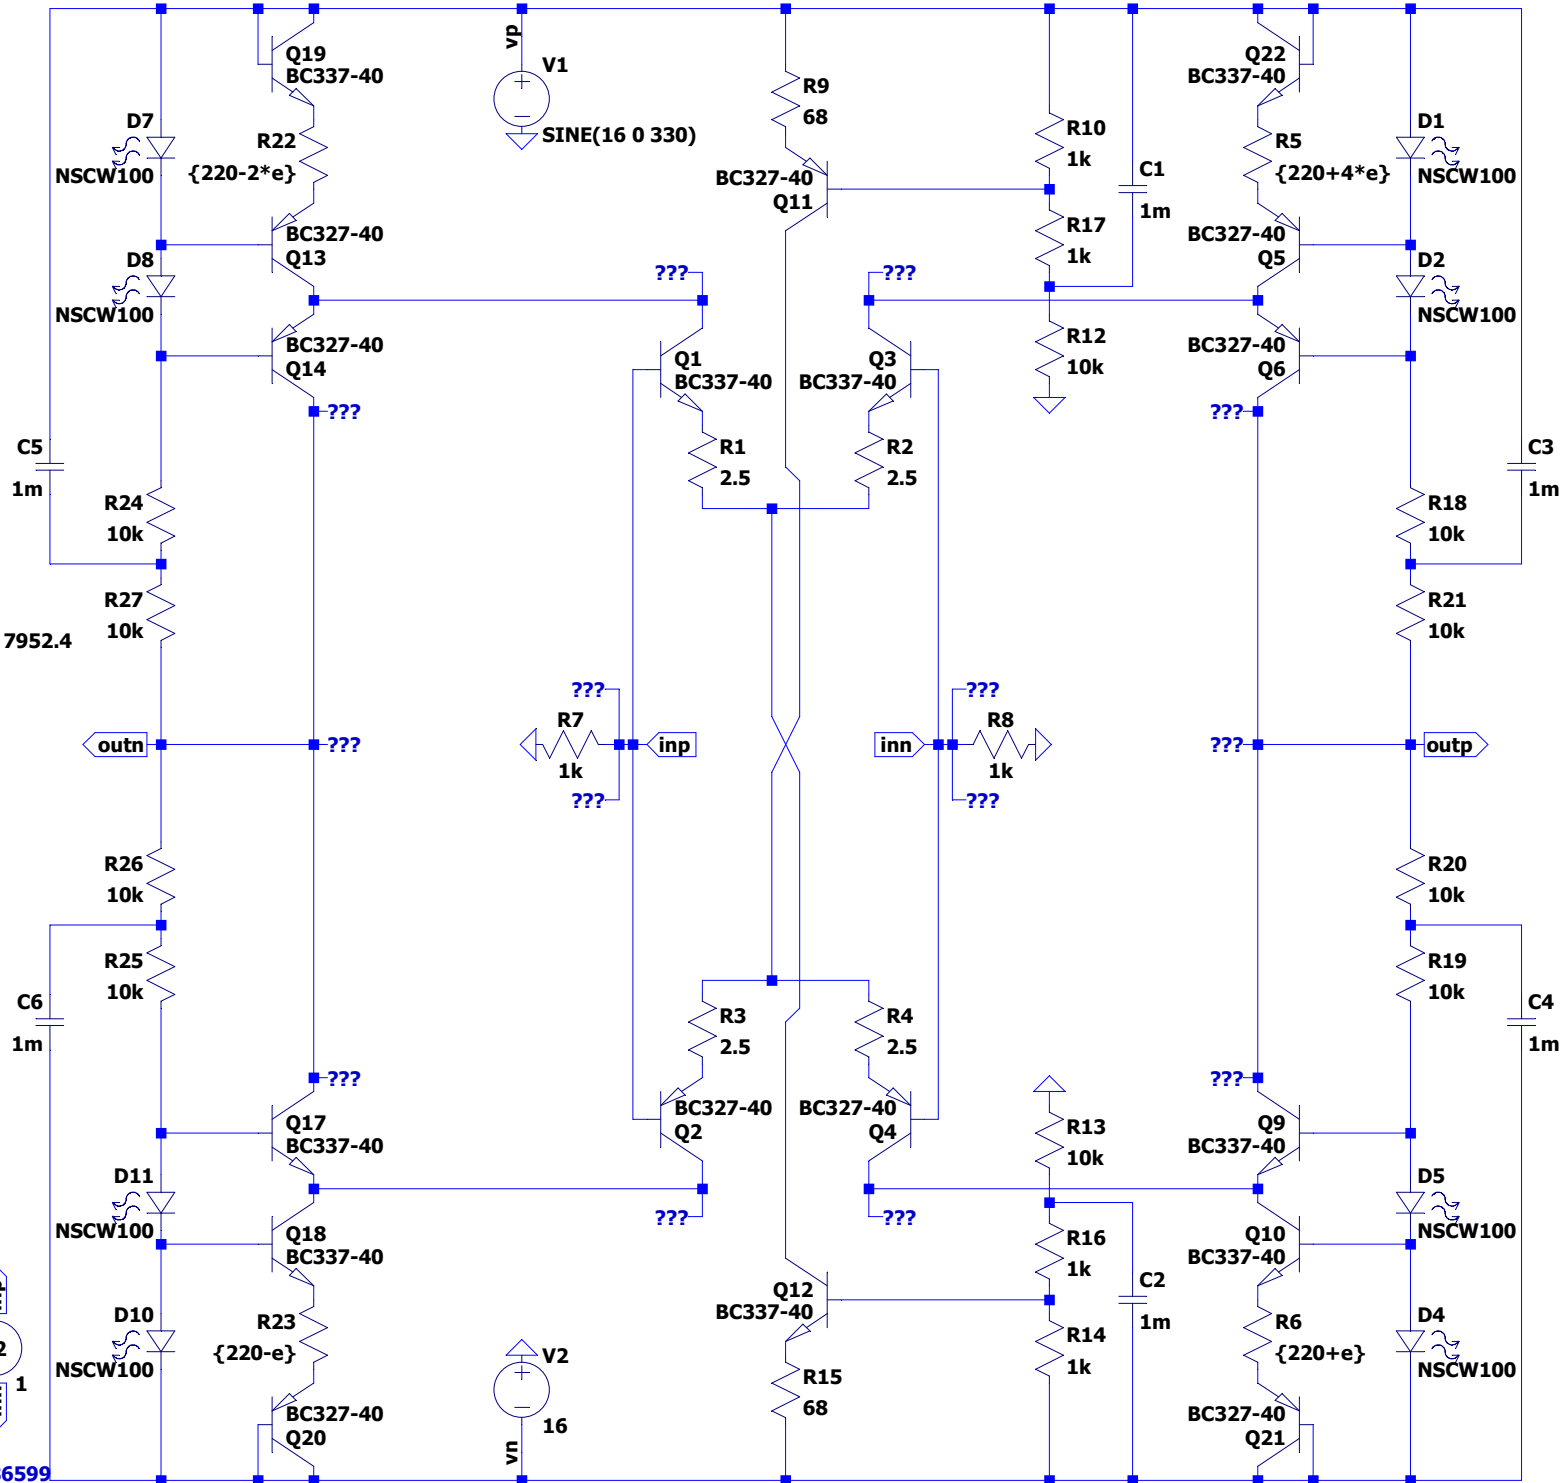 Q19
BC337-40
vp
V1
SINE(16 0 330)
R9
68
Q22
BC337-40
D7
NSCW100
R22
{220-2*e}
R10
1k
C1
1m
R5
{220+4*e}
D1
NSCW100
BC327-40
Q11
R17
1k
BC327-40
Q13
D8
NSCW100
BC327-40
Q5
D2
NSCW100
???
???
BC327-40
Q14
Q1
BC337-40
Q3
BC337-40
R12
10k
BC327-40
Q6
???
???
C5
1m
R1
2.5
R2
2.5
C3
1m
R24
10k
R18
10k
R27
10k
R21
10k
7952.4
???
???
outn
???
R7
1k
inp
inn
R8
1k
???
outp
???
???
R26
10k
R20
10k
R25
10k
R19
10k
C6
1m
R3
2.5
R4
2.5
C4
1m
???
???
Q17
BC337-40
BC327-40
Q2
BC327-40
Q4
R13
10k
Q9
BC337-40
D11
NSCW100
D5
NSCW100
???
???
Q18
BC337-40
R16
1k
Q10
BC337-40
C2
1m
Q12
BC337-40
D10
NSCW100
R23
{220-e}
R14
1k
R6
{220+e}
D4
NSCW100
2
1
V2
16
R15
68
BC327-40
Q20
vn
BC327-40
Q21
6599